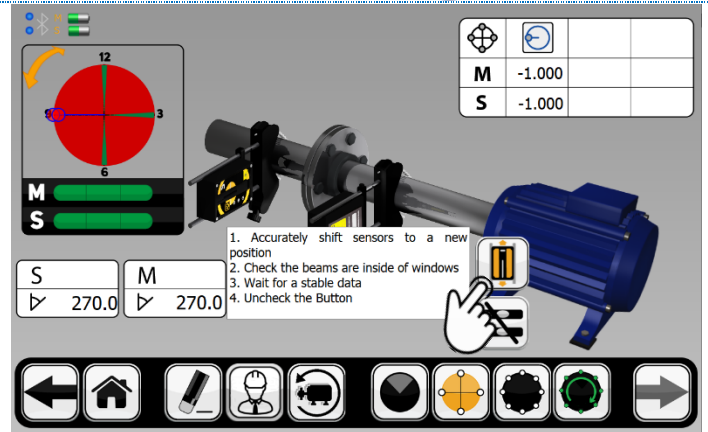 M
S
12
9
3
6
M
S
M -1.000
S -1.000
S
270.0
M
270.0
1. Accurately shift sensors to a new
position
2. Check the beams are inside of windows
3. Wait for a stable data
4. Uncheck the Button